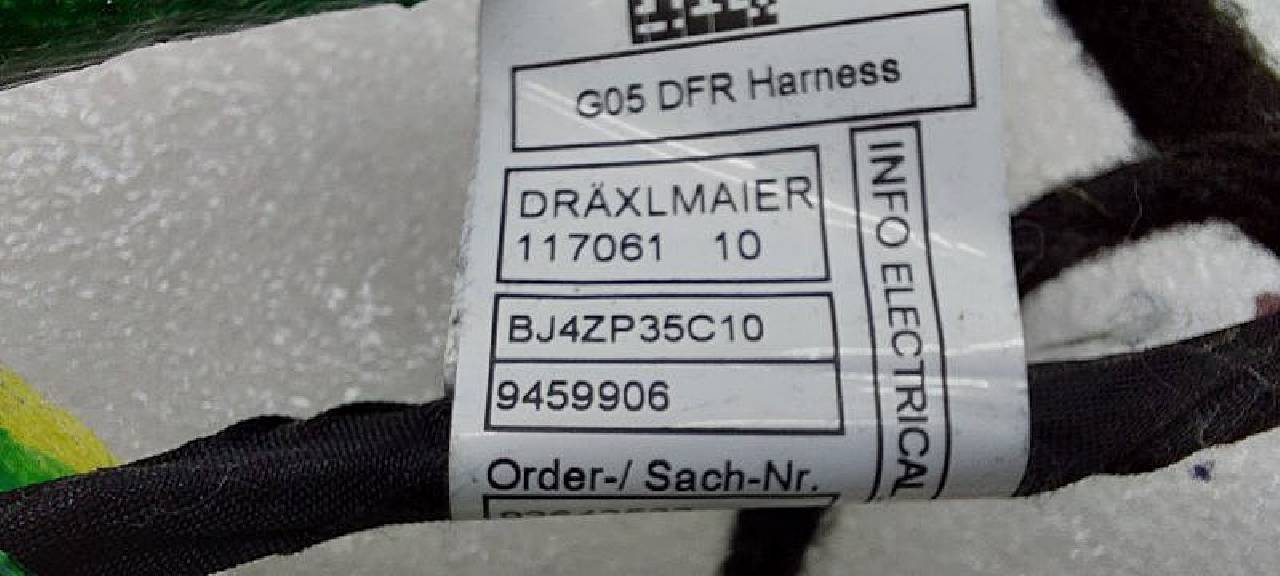 G05 DFR Harness
DRÄXLMAIER
117061 10
BJ4ZP35C10
9459906
Order-/ Sach-Nr.
INFO ELECTRICAL